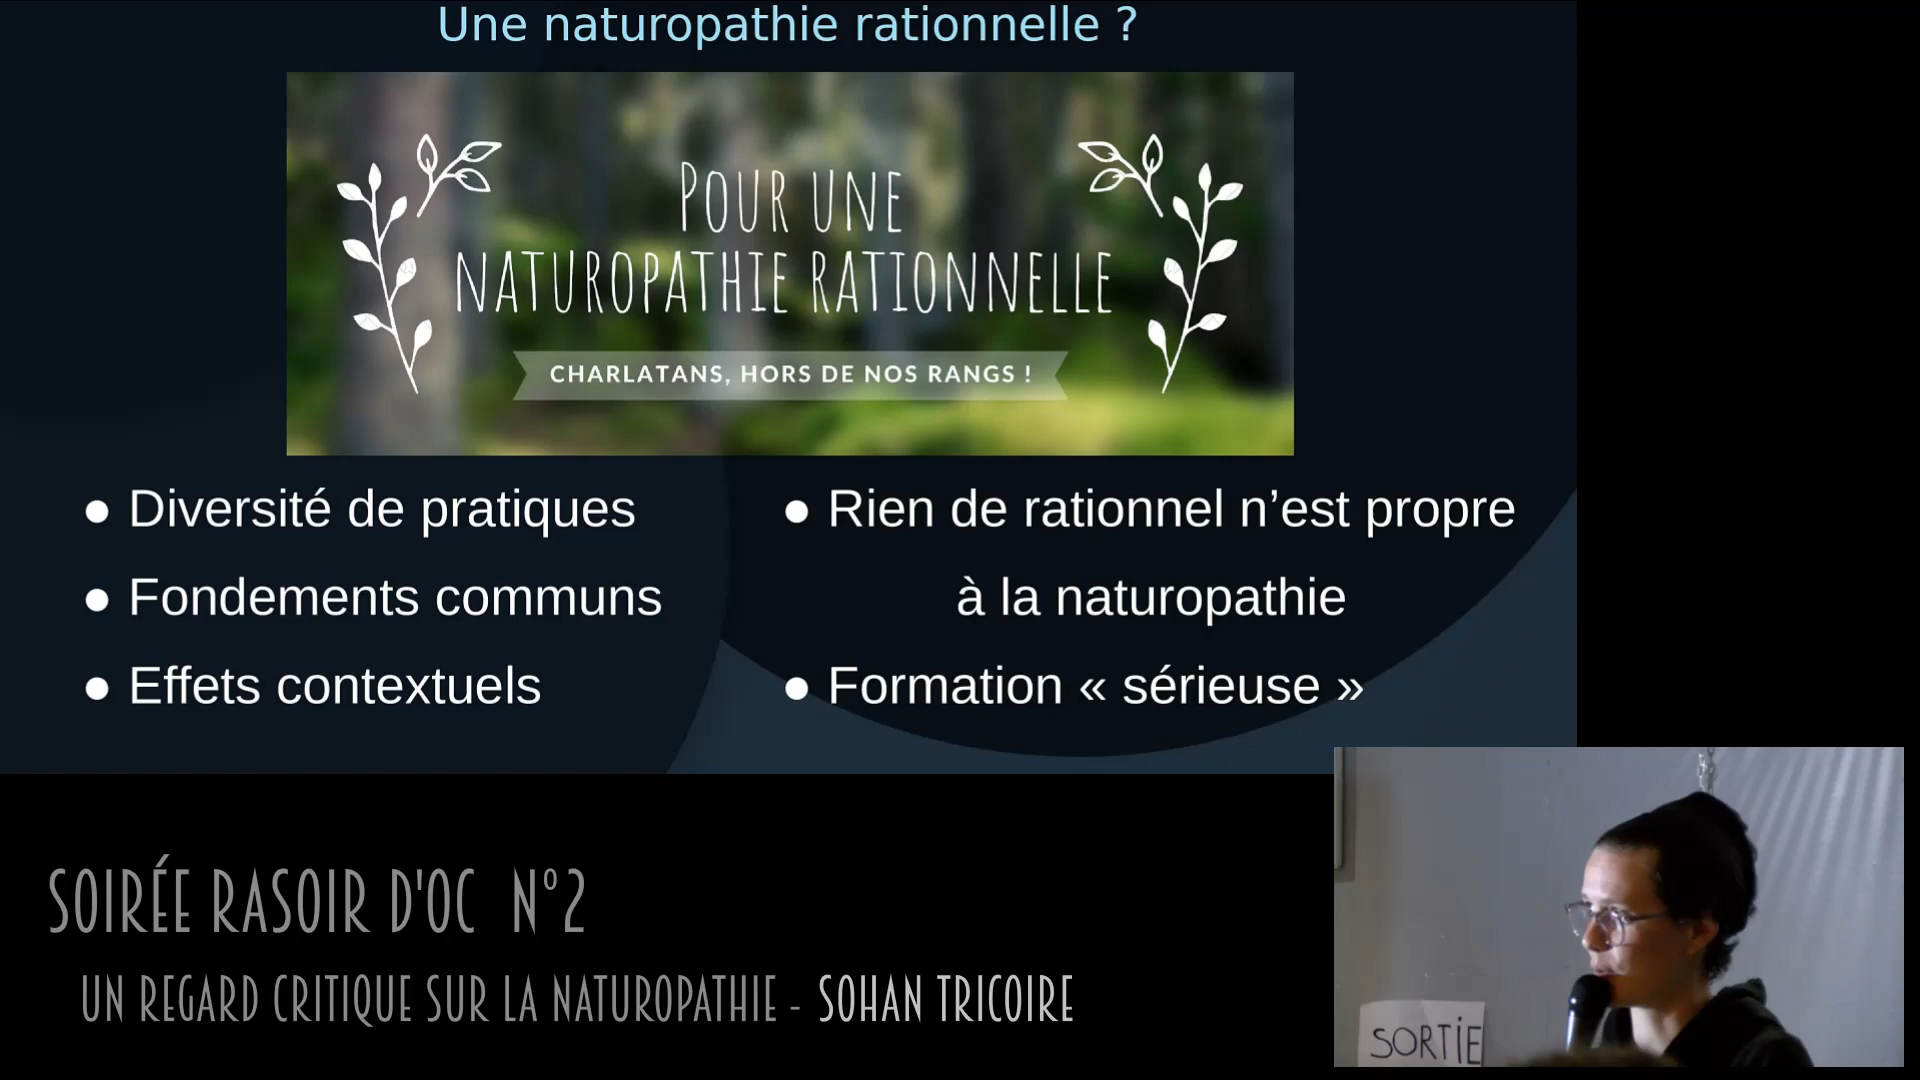 Une naturopathie rationnelle ?
POUR UNE
NATUROPATHIE RATIONNELLE
CHARLATANS, HORS DE NOS RANGS !
● Diversité de pratiques
● Fondements communs
● Effets contextuels
● Rien de rationnel n’est propre
à la naturopathie
● Formation « sérieuse »
SOIRÉE RASOIR D'OC N°2
UN REGARD CRITIQUE SUR LA NATUROPATHIE - SOHAN TRICOIRE
SORTIE